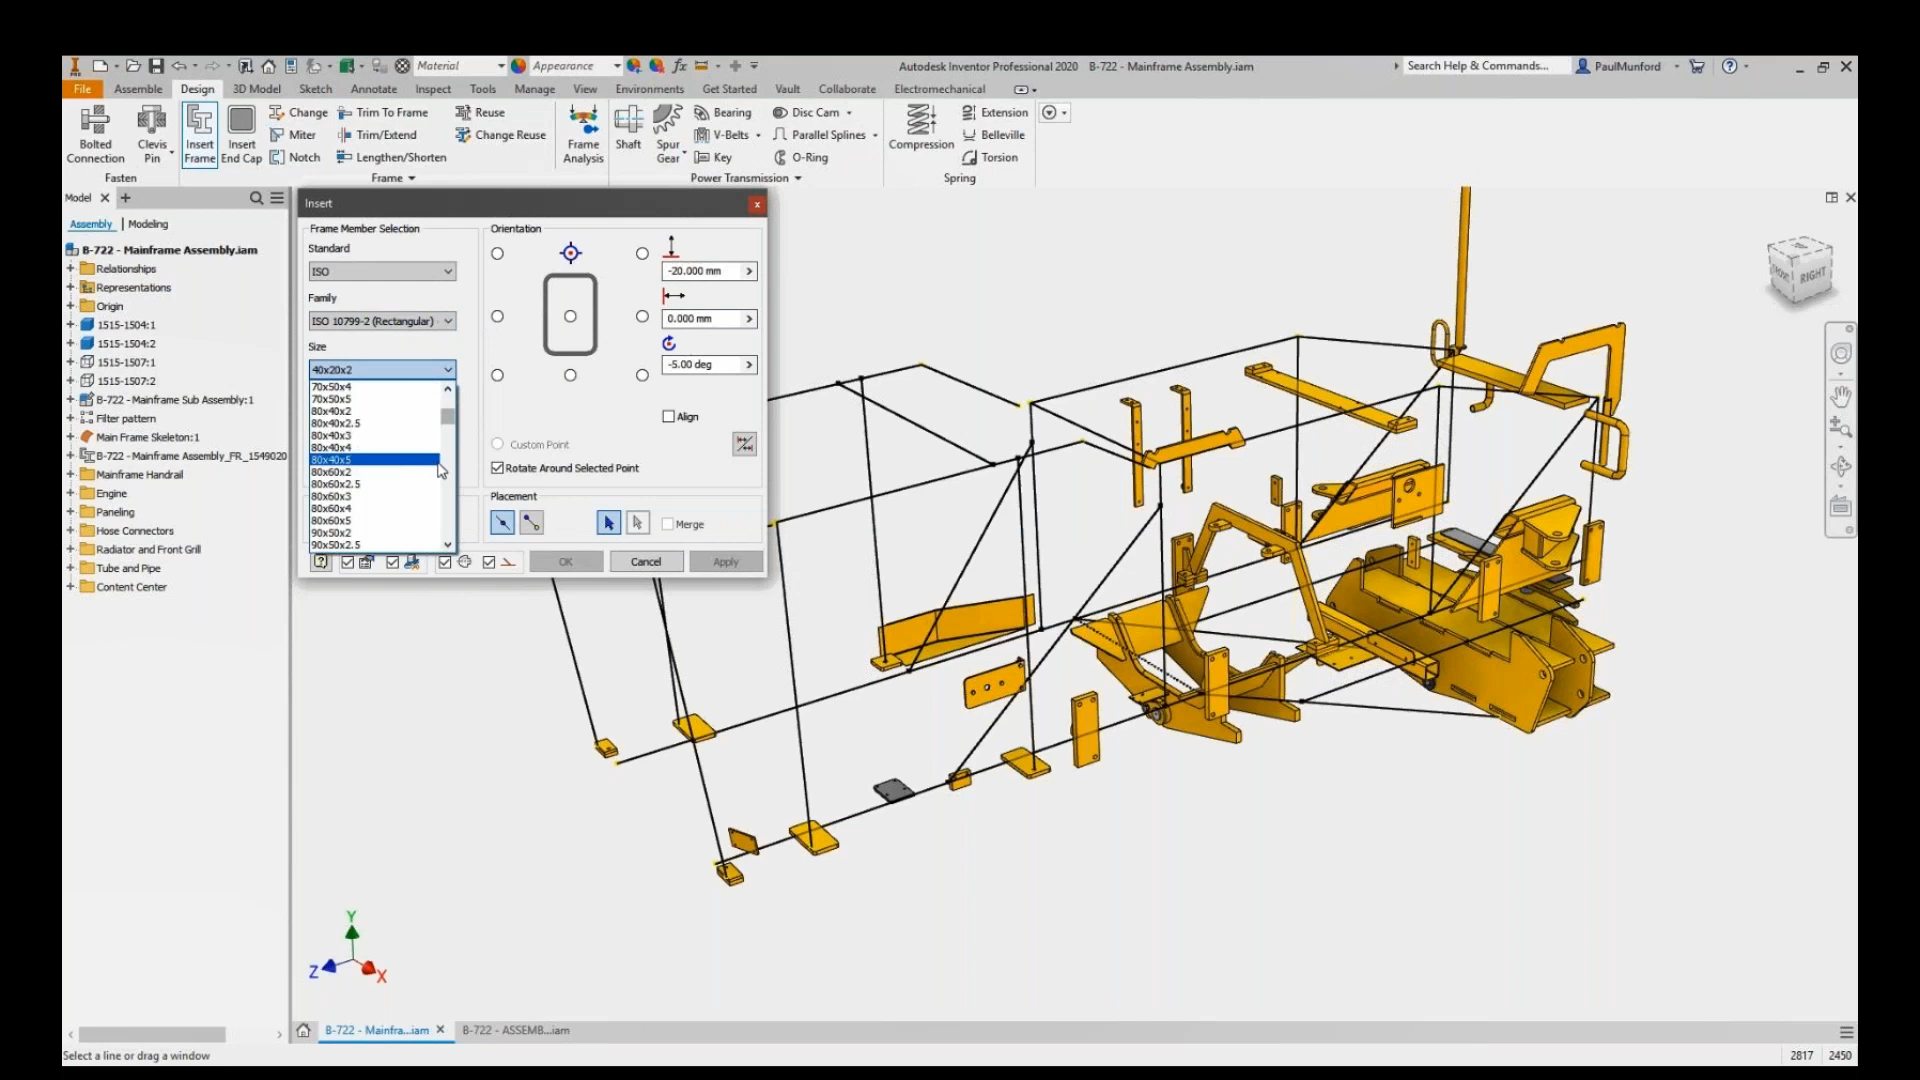 Material
Appearance
fx
Autodesk Inventor Professional 2020 B-722 - Mainframe Assembly.iam
Search Help & Commands...
PaulMunford
File
Assemble
Design
3D Model
Sketch
Annotate
Inspect
Tools
Manage
View
Environments
Get Started
Vault
Collaborate
Electromechanical
Bolted Connection
Clevis Pin
Insert Frame
Insert End Cap
Change
Miter
Notch
Trim To Frame
Trim/Extend
Lengthen/Shorten
Reuse
Change Reuse
Frame Analysis
Shaft
Spur Gear
Bearing
V-Belts
Key
Disc Cam
Parallel Splines
O-Ring
Compression
Extension
Belleville
Torsion
Fasten
Frame
Power Transmission
Spring
Model
Assembly
Modeling
B-722 - Mainframe Assembly.iam
Relationships
Representations
Origin
1515-1504:1
1515-1504:2
1515-1507:1
1515-1507:2
B-722 - Mainframe Sub Assembly:1
Filter pattern
Main Frame Skeleton:1
B-722 - Mainframe Assembly_FR_1549020
Mainframe Handrail
Engine
Paneling
Hose Connectors
Radiator and Front Grill
Tube and Pipe
Content Center
Insert
x
Frame Member Selection
Standard
ISO
Family
ISO 10799-2 (Rectangular)
Size
40x20x2
70x50x4
70x50x5
80x40x2
80x40x2.5
80x40x3
80x40x4
80x40x5
80x60x2
80x60x2.5
80x60x3
80x60x4
80x60x5
90x50x2
90x50x2.5
Orientation
-20.000 mm
0.000 mm
-5.00 deg
Align
Custom Point
Rotate Around Selected Point
Placement
Merge
OK
Cancel
Apply
RIGHT
Y
Z
X
B-722 - Mainfra...iam
B-722 - ASSEMB...iam
Select a line or drag a window
2817
2450